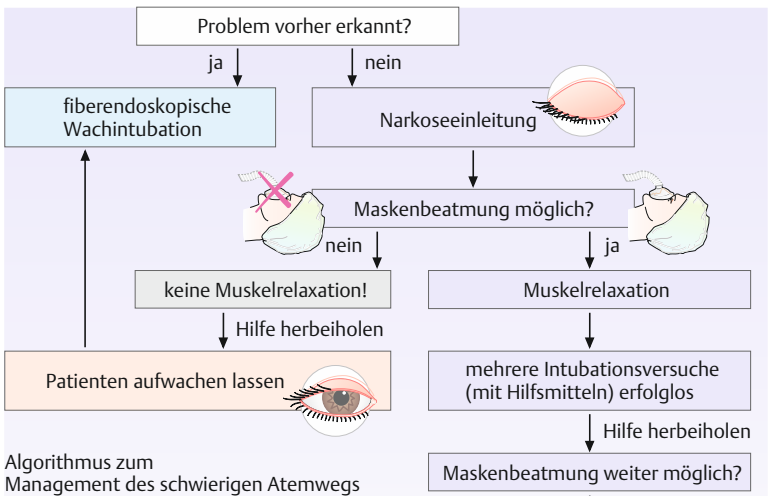 Problem vorher erkannt?
ja
nein
fiberendoskopische
Wachintubation
Narkoseeinleitung
Maskenbeatmung möglich?
nein
ja
keine Muskelrelaxation!
Muskelrelaxation
Hilfe herbeiholen
Patienten aufwachen lassen
mehrere Intubationsversuche
(mit Hilfsmitteln) erfolglos
Hilfe herbeiholen
Maskenbeatmung weiter möglich?
Algorithmus zum
Management des schwierigen Atemwegs